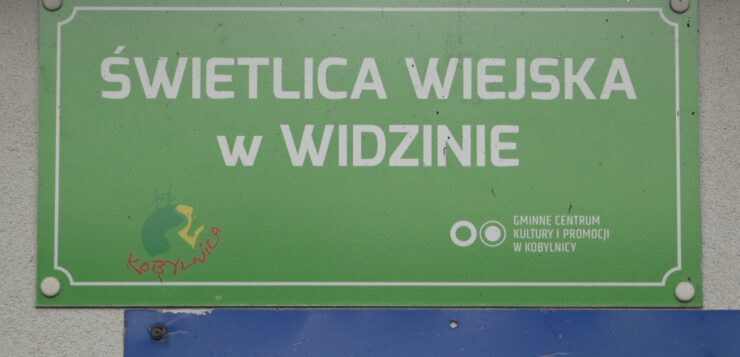 ŚWIETLICA WIEJSKA
w WIDZINIE
KOBYLNICA
GMINNE CENTRUM
KULTURY I PROMOCJI
W KOBYLNICY